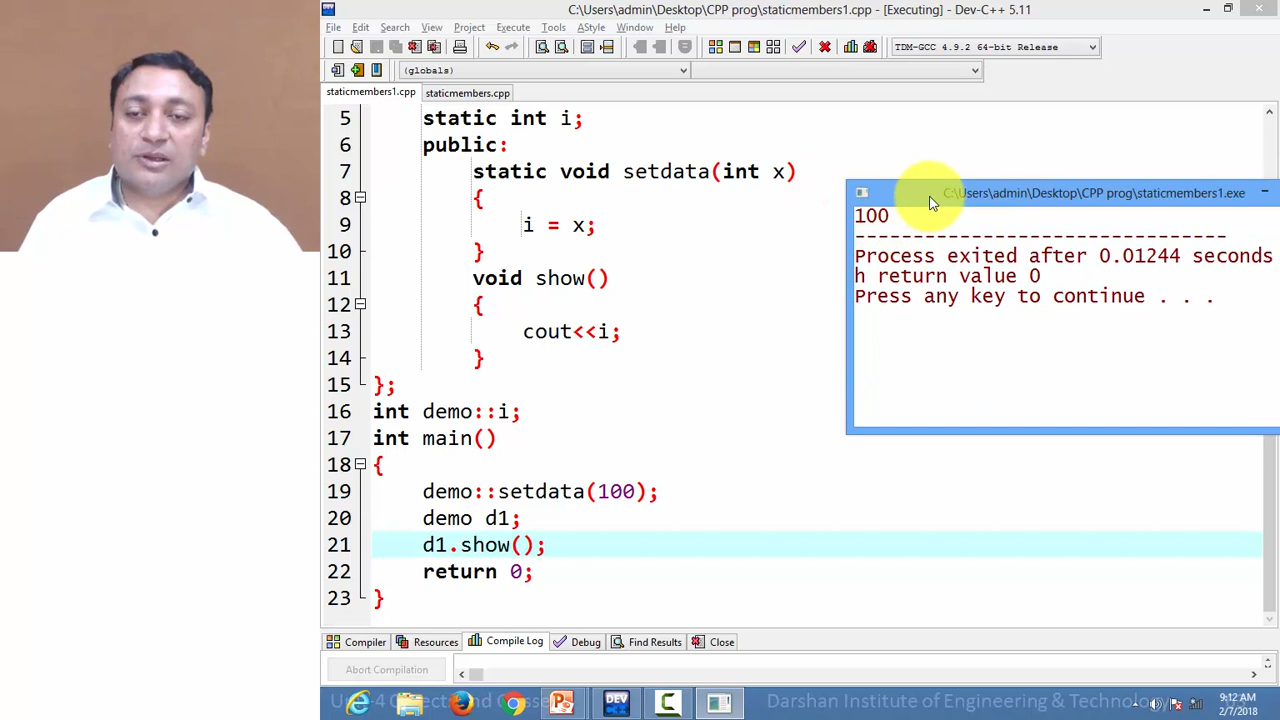 C:\Users\admin\Desktop\CPP prog\staticmembers1.cpp - [Executing] - Dev-C++ 5.11
File Edit Search View Project Execute Tools AStyle Window Help
TDM-GCC 4.9.2 64-bit Release
(globals)
staticmembers1.cpp staticmembers.cpp
5 static int i;
6 public:
7 static void setdata(int x)
8 {
9 i = x;
10 }
11 void show()
12 {
13 cout<<i;
14 }
15 };
16 int demo::i;
17 int main()
18 {
19 demo::setdata(100);
20 demo d1;
21 d1.show();
22 return 0;
23 }
C:\Users\admin\Desktop\CPP prog\staticmembers1.exe
100
--------------------------------
Process exited after 0.01244 seconds
h return value 0
Press any key to continue . . .
Compiler Resources Compile Log Debug Find Results Close
Abort Compilation
DEV
Darshan Institute of Engineering & Technology
9:12 AM
2/7/2018